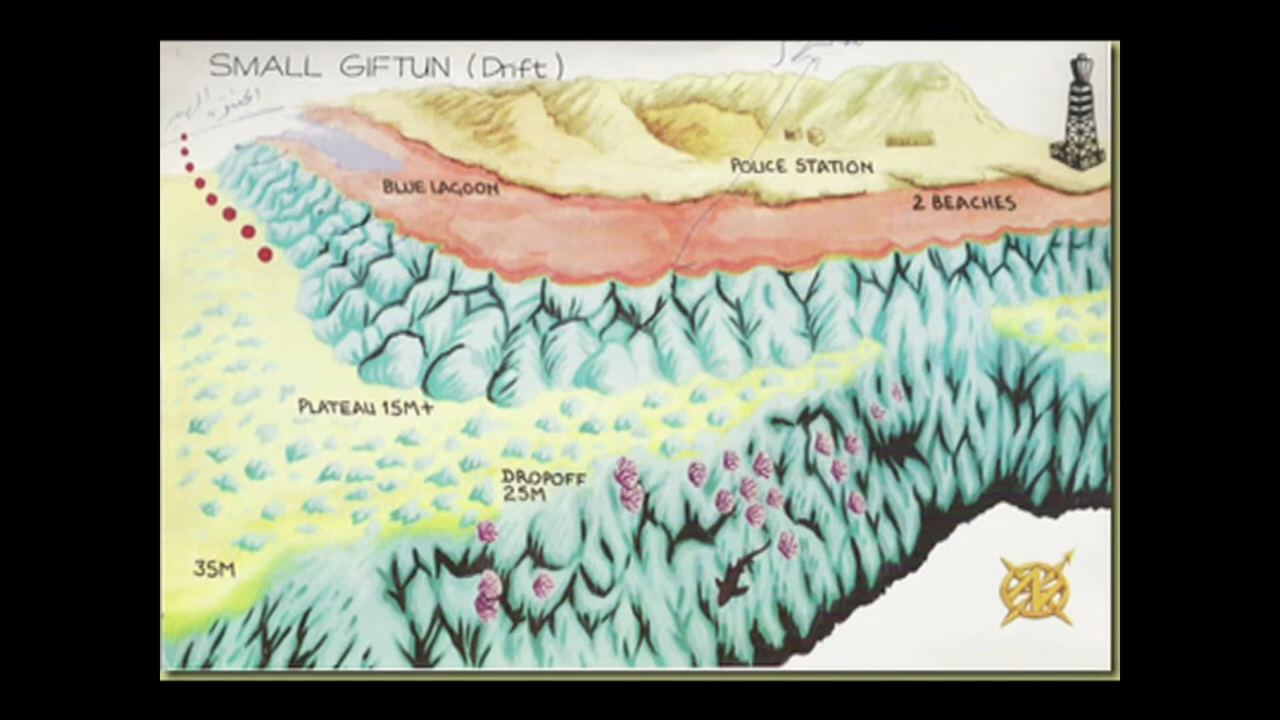 SMALL GIFTUN (Drift)
POLICE STATION
BLUE LAGOON
2 BEACHES
PLATEAU 15M+
DROPOFF
25M
35M